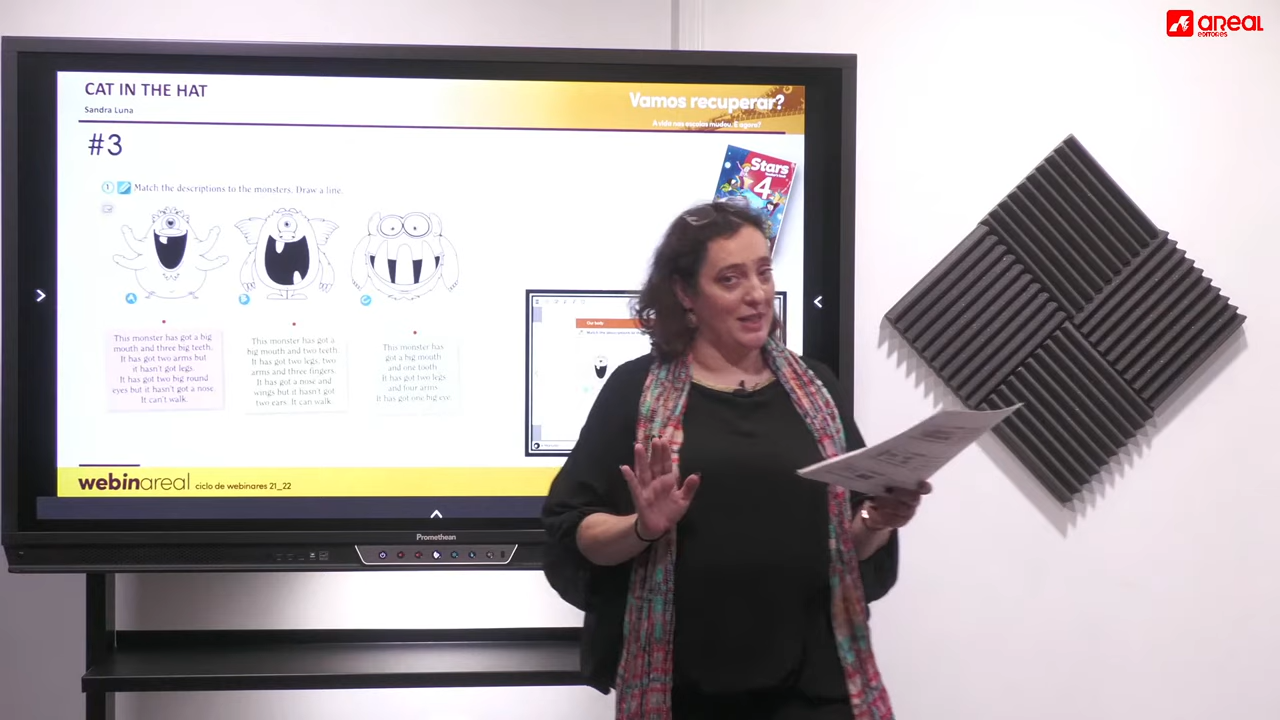 AREAL
EDITORES
CAT IN THE HAT
Sandra Luna
Vamos recuperar?
A vida nas escolas mudou. E agora?
#3
Stars
4
1 Match the descriptions to the monsters. Draw a line.
A
B
C
This monster has got a big
mouth and three big teeth.
It has got two arms but
it hasn't got legs.
It has got two big round
eyes but it hasn't got a nose.
It can't walk.
This monster has got a
big mouth and two teeth.
It has got two legs, two
arms and three fingers.
It has got a nose and
wings but it hasn't got
two ears. It can walk.
This monster has
got a big mouth
and one tooth.
It has got two legs
and four arms.
It has got one big eye.
webinareal ciclo de webinares 21_22
Promethean